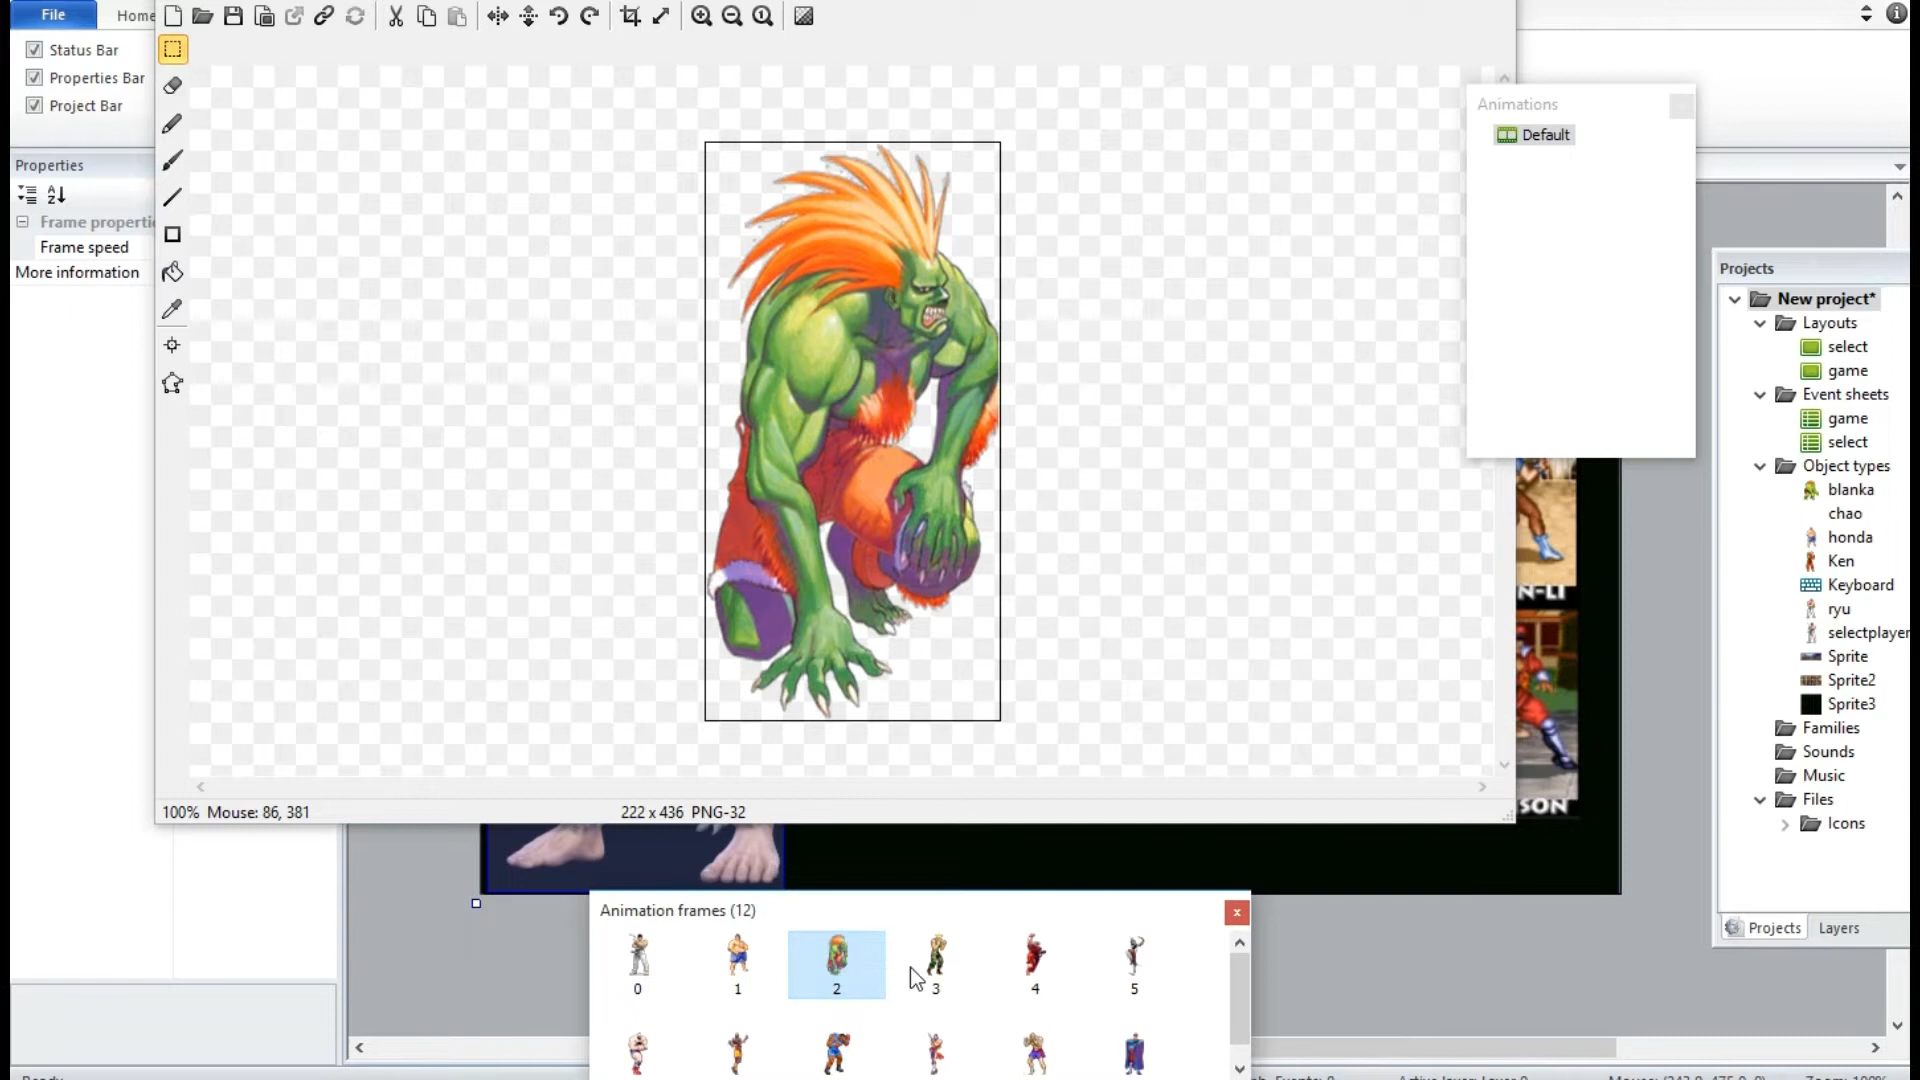 File
Home
Status Bar
Properties Bar
Project Bar
Properties
Frame properti
Frame speed
More information
Animations
Default
Projects
New project*
Layouts
select
game
Event sheets
game
select
Object types
blanka
chao
honda
Ken
Keyboard
ryu
selectplayer
Sprite
Sprite2
Sprite3
Families
Sounds
Music
Files
Icons
Projects
Layers
N-LI
SON
100% Mouse: 86, 381
222 x 436 PNG-32
Animation frames (12)
x
0
1
2
3
4
5